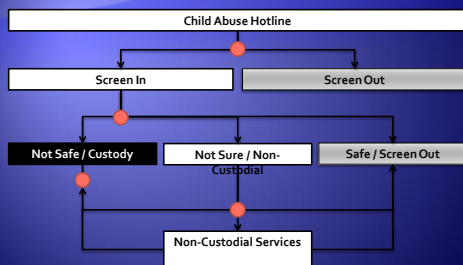 Child Abuse Hotline
Screen In
Screen Out
Not Safe / Custody
Not Sure / Non-
Custodial
Safe / Screen Out
Non-Custodial Services